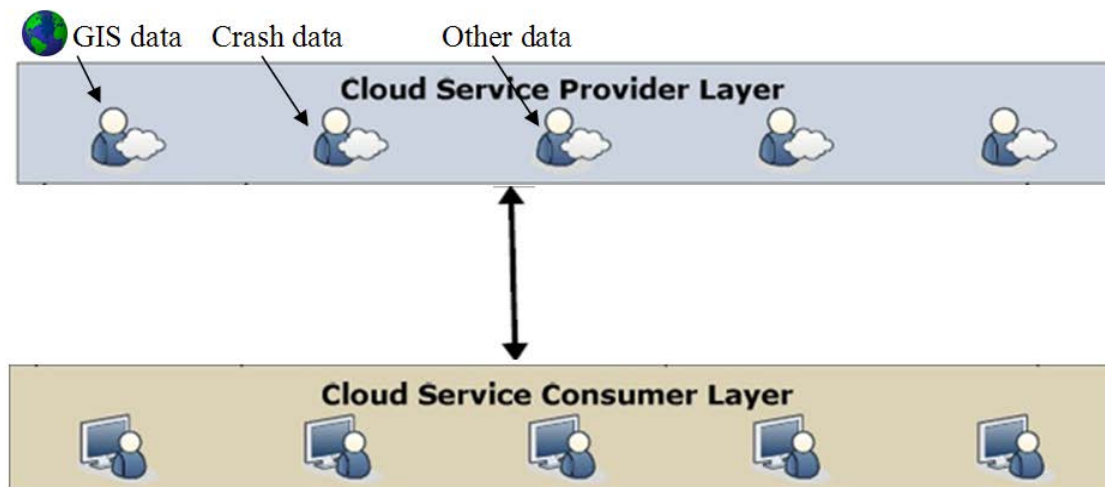 GIS data Crash data Other data
Cloud Service Provider Layer
Cloud Service Consumer Layer